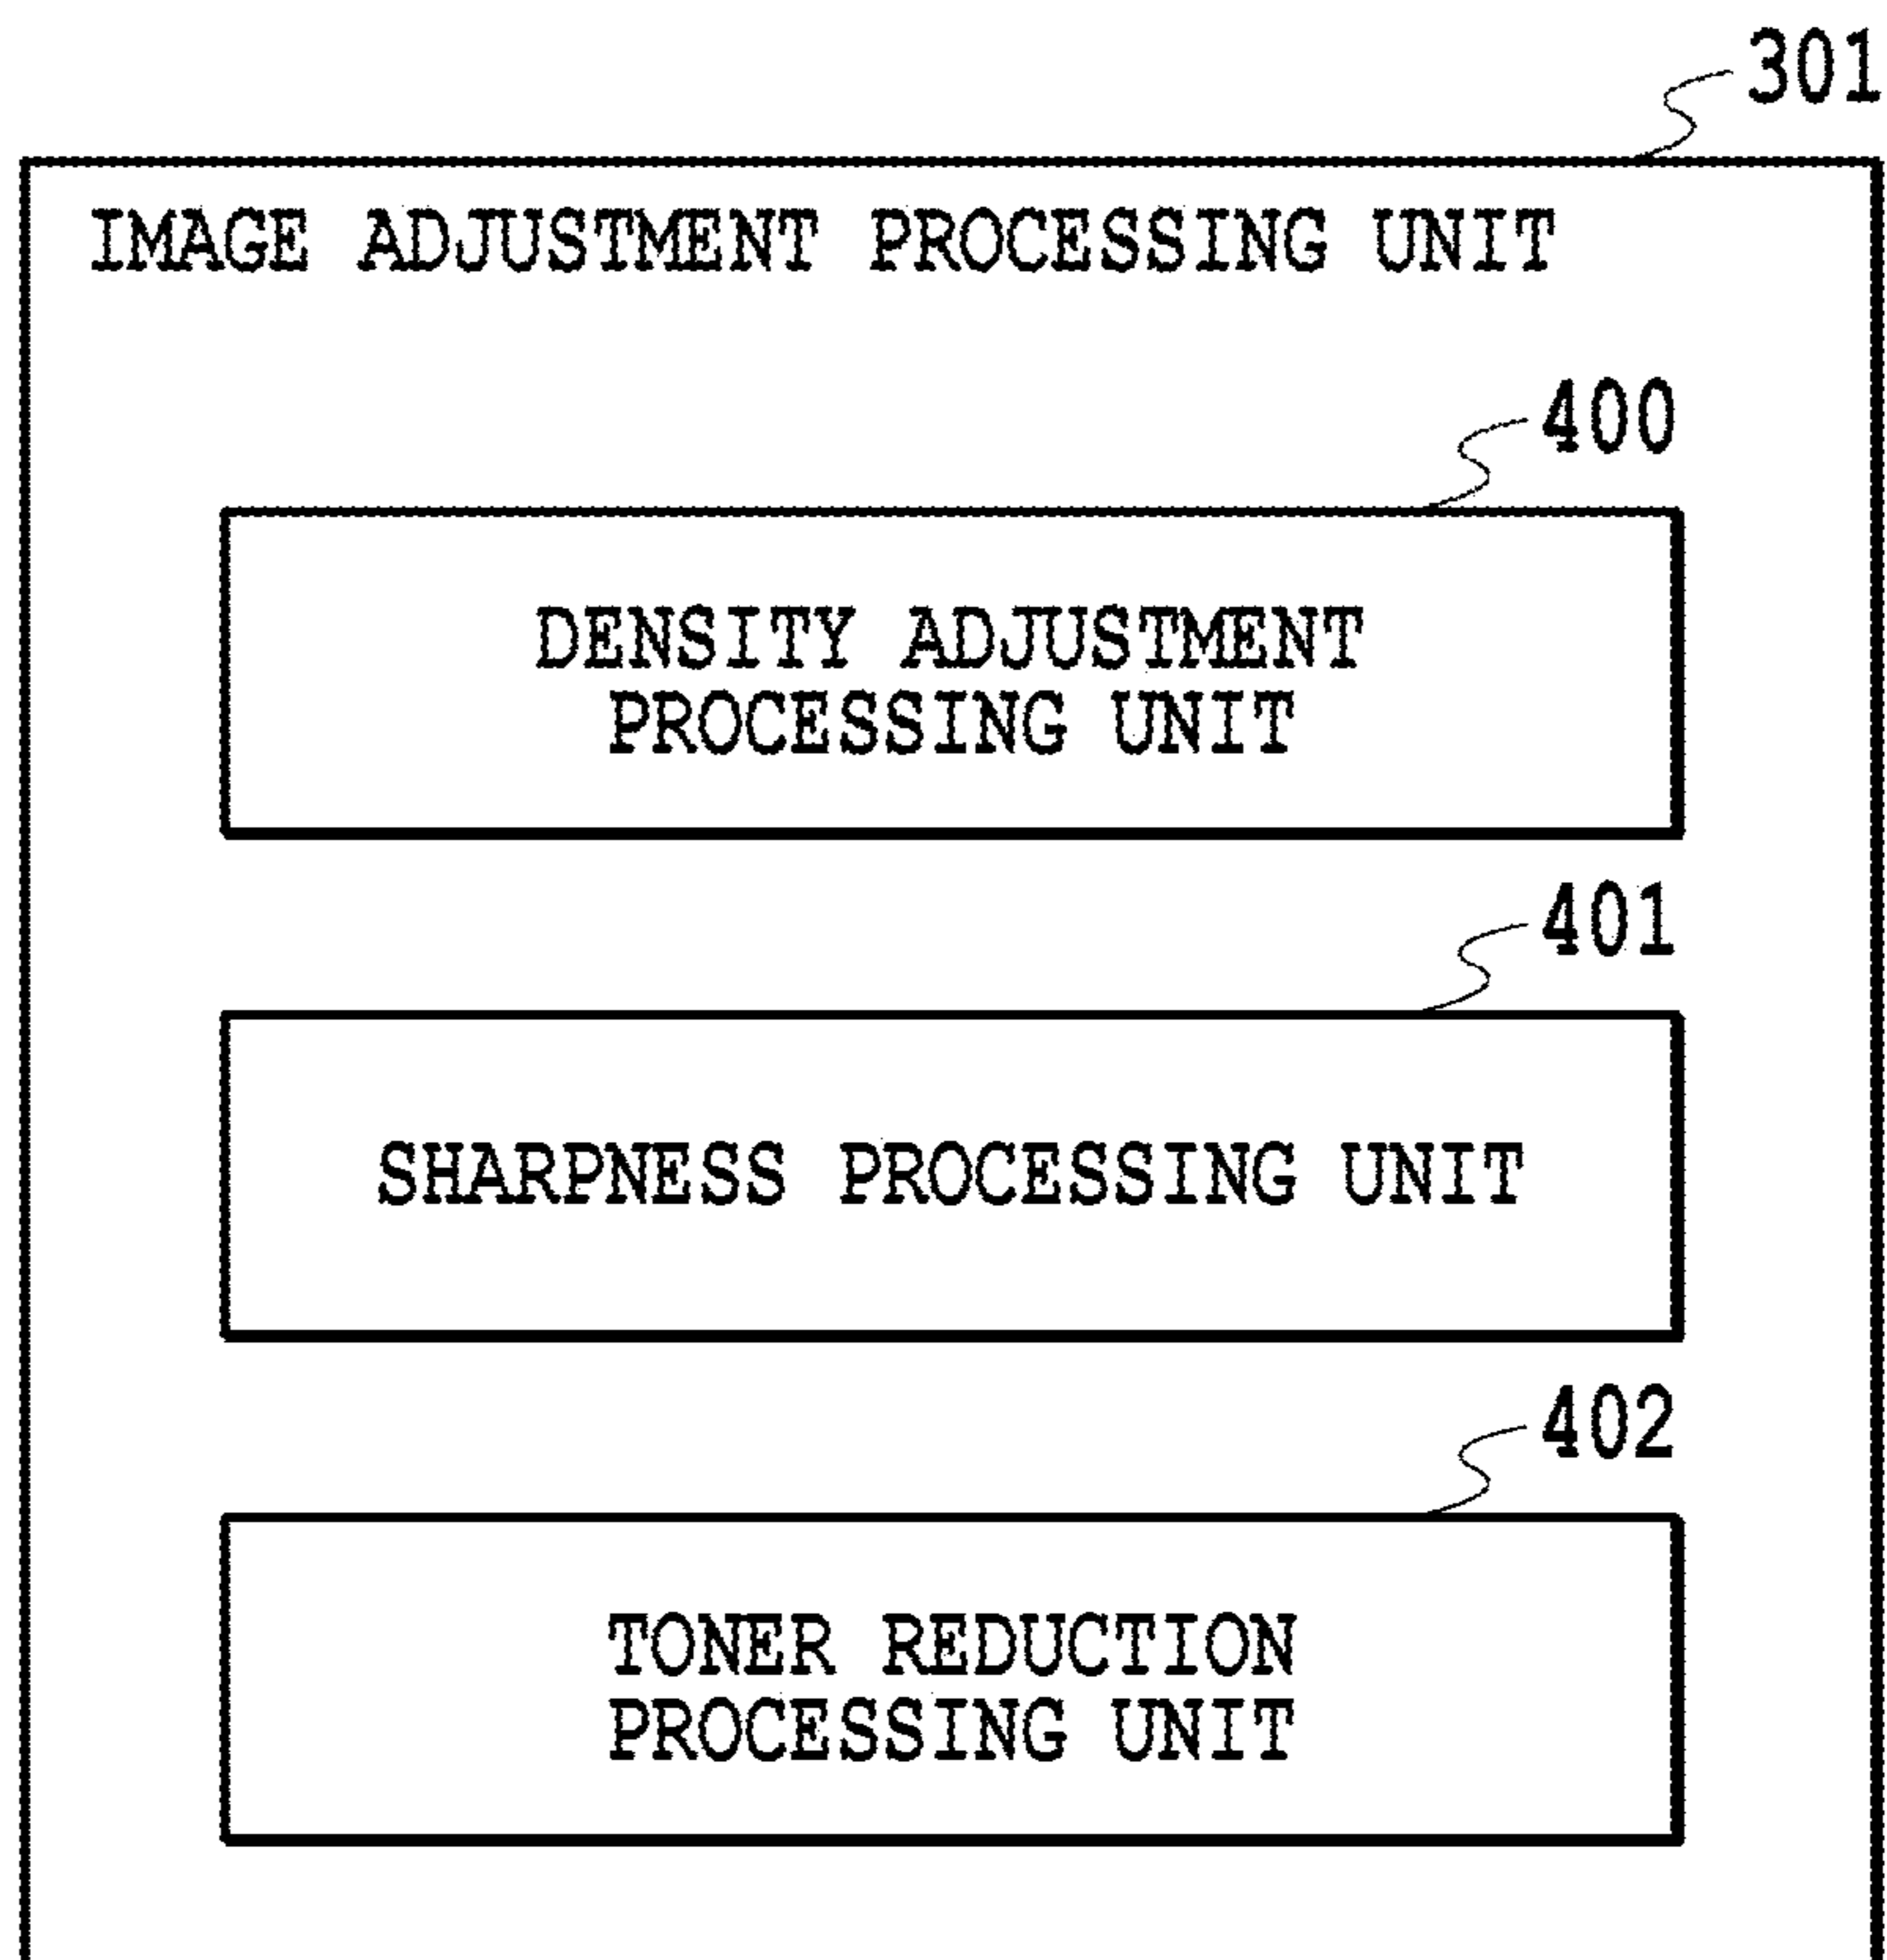 301
IMAGE ADJUSTMENT PROCESSING UNIT
400
DENSITY ADJUSTMENT
PROCESSING UNIT
401
SHARPNESS PROCESSING UNIT
402
TONER REDUCTION
PROCESSING UNIT